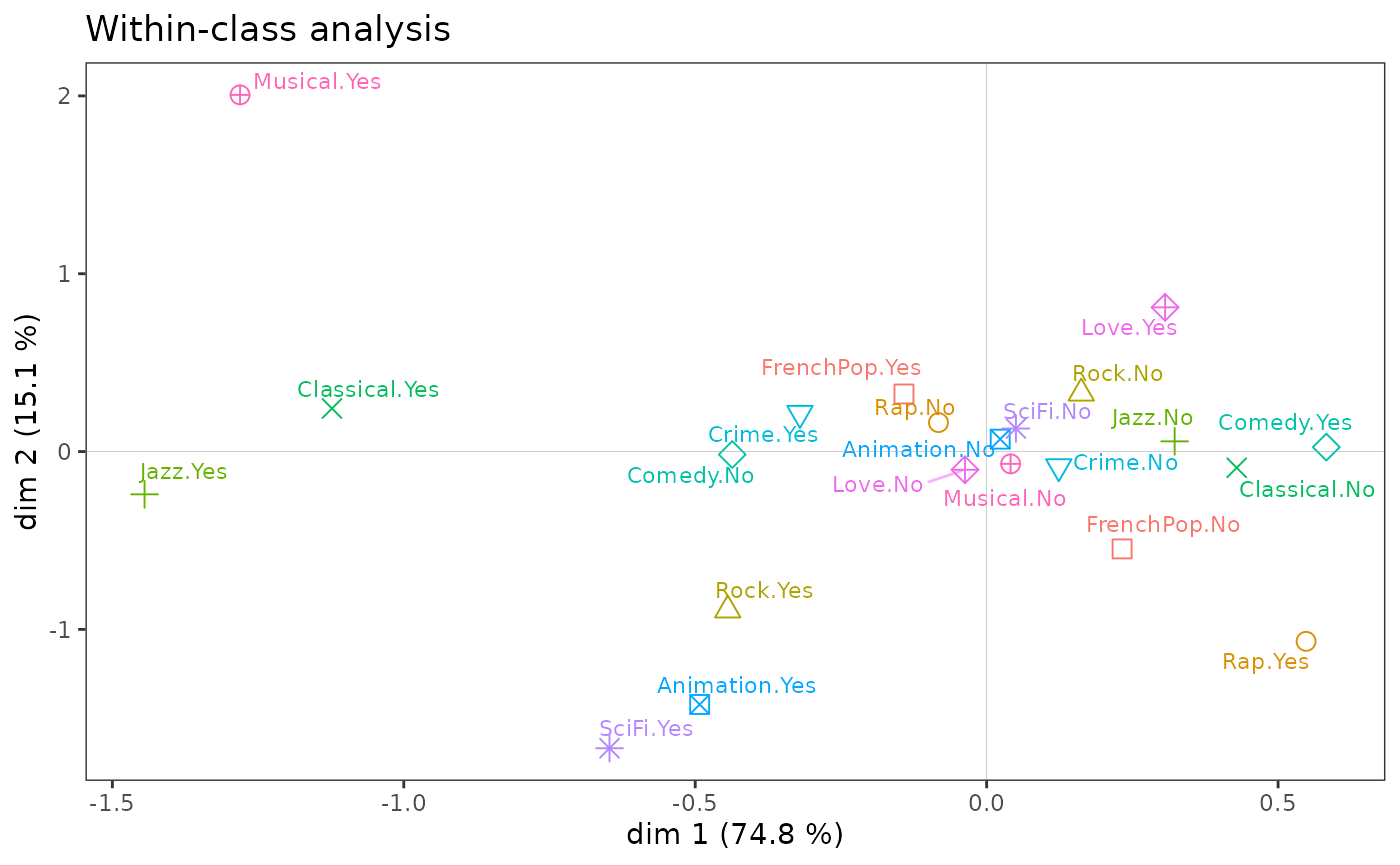 Within-class analysis
Musical.Yes
2
1
Love.Yes
FrenchPop.Yes
Rock.No
Classical.Yes
Rap.No
SciFi.No
Jazz.No
Comedy.Yes
Crime.Yes
Animation.No
0
Crime.No
Jazz.Yes
Comedy.No
Love.No
Classical.No
Musical.No
FrenchPop.No
Rock.Yes
-1
Rap.Yes
Animation.Yes
SciFi.Yes
dim 2 (15.1 %)
-1.5 -1.0 -0.5 0.0 0.5
dim 1 (74.8 %)